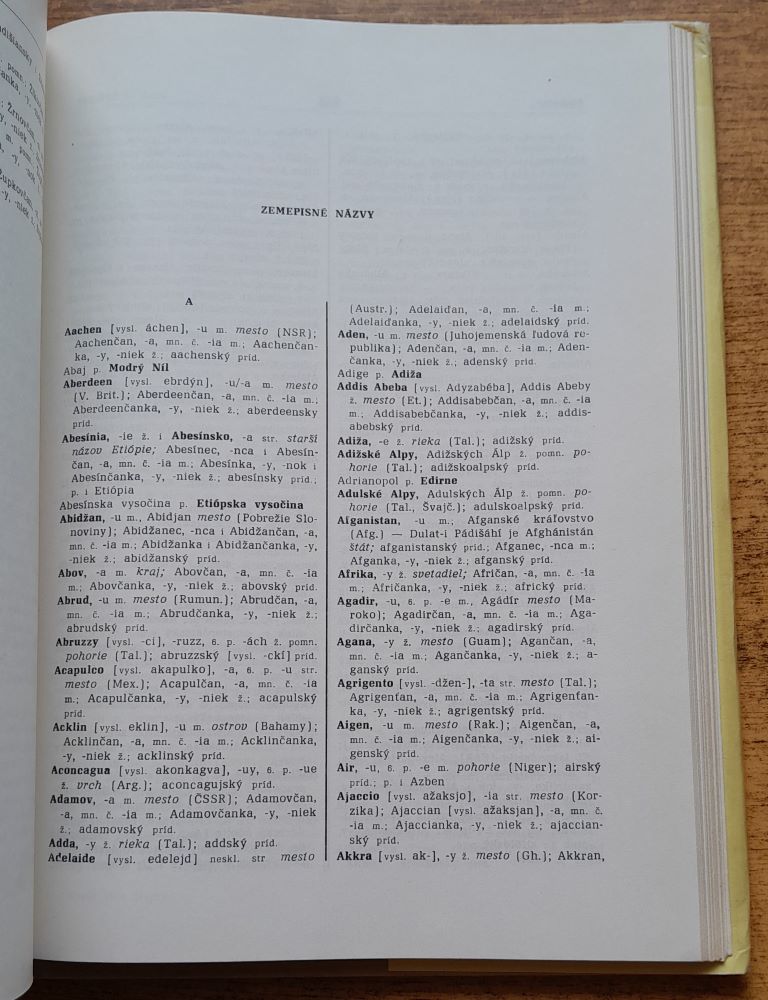 ZEMEPISNÉ NÁZVY
A
Aachen [vysl. áchen], -u m. mesto (NSR);
Aachenčan, -a, mn. č. -ia m.; Aachenčan-
ka, -y, -niek ž.; aachenský príd.
Abaj p. Modrý Níl
Aberdeen [vysl. ebrdýn], -u/-a m. mesto
(V. Brit.); Aberdeenčan, -a, mn. č. -ia m.;
Aberdeenčanka, -y, -niek ž.; aberdeensky
príd.
Abesínia, -ie ž. i Abesínsko, -a str. starší
názov Etiópie; Abesínec, -nca i Abesín-
čan, -a, mn. č. -ia m.; Abesínka, -y, -nok i
Abesínčanka, -y, -niek ž.; abesínsky príd.;
p. i Etiópia
Abesínska vysočina p. Etiópska vysočina
Abidžan, -u m., Abidjan mesto (Pobrežie Slo-
noviny); Abidžanec, -nca i Abidžančan, -a,
mn. č. -ia m.; Abidžanka i Abidžančanka, -y,
-niek ž.; abidžanský príd.
Abov, -a m. kraj; Abovčan, -a, mn. č. -ia
m.; Abovčanka, -y, -niek ž.; abovský príd.
Abrud, -u m. mesto (Rumun.); Abrudčan, -a,
mn. č. -ia m.; Abrudčanka, -y, -niek ž.;
abrudský príd.
Abruzzy [vysl. -ci], -ruzz, 6. p. -ách ž. pomn.
pohorie (Tal.); abruzzský [vysl. -ckí] príd.
Acapulco [vysl. akapulko], -a, 6. p. -u str.
mesto (Mex.); Acapulčan, -a, mn. č. -ia
m.; Acapulčanka, -y, -niek ž.; acapulský
príd.
Acklin [vysl. eklin], -u m. ostrov (Bahamy);
Acklinčan, -a, mn. č. -ia m.; Acklinčanka,
-y, -niek ž.; acklinský príd.
Aconcagua [vysl. akonkagva], -uy, 6. p. -ue
ž. vrch (Arg.); aconcagujský príd.
Adamov, -a m. mesto (ČSSR); Adamovčan,
-a, mn. č. -ia m.; Adamovčanka, -y, -niek
ž.; adamovský príd.
Adda, -y ž. rieka (Tal.); addský príd.
Adelaide [vysl. edelejd] neskl. str mesto
(Austr.); Adelaiďan, -a, mn. č. -ia m.;
Adelaiďanka, -y, -niek ž.; adelaidský príd.
Aden, -u m. mesto (Juhojemenská ľudová re-
publika); Adenčan, -a, mn. č. -ia m.; Aden-
čanka, -y, -niek ž.; adenský príd.
Adige p. Adiža
Addis Abeba [vysl. Adyzabéba], Addis Abeby
ž. mesto (Et.); Addisabebčan, -a, mn. č. -ia
m.; Addisabebčanka, -y, -niek ž.; addis-
abebský príd.
Adiža, -e ž. rieka (Tal.); adižský príd.
Adižské Alpy, Adižských Álp ž. pomn. po-
horie (Tal.); adižskoalpský príd.
Adrianopol p. Edirne
Adulské Alpy, Adulských Álp ž. pomn. po-
horie (Tal., Švajč.); adulskoalpský príd.
Afganistan, -u m.; Afganské kráľovstvo
(Afg.) — Dulat-i Pádišáhí je Afghánistán
štát; afganistanský príd.; Afganec, -nca m.;
Afganka, -y, -niek ž.; afganský príd.
Afrika, -y ž. svetadiel; Afričan, -a, mn. č. -ia
m.; Afričanka, -y, -niek ž.; africký príd.
Agadir, -u, 6. p. -e m., Agádír mesto (Ma-
roko); Agadirčan, -a, mn. č. -ia m.; Aga-
dirčanka, -y, -niek ž.; agadirský príd.
Agana, -y ž. mesto (Guam); Agančan, -a,
mn. č. -ia m.; Agančanka, -y, -niek ž.; a-
ganský príd.
Agrigento [vysl. -džen-], -ta str. mesto (Tal.);
Agrigenťan, -a, mn. č. -ia m.; Agrigenťan-
ka, -y, -niek ž.; agrigentský príd.
Aigen, -u m. mesto (Rak.); Aigenčan, -a,
mn. č. -ia m.; Aigenčanka, -y, -niek ž.; ai-
genský príd.
Air, -u, 6. p. -e m. pohorie (Niger); airský
príd.; p. i Azben
Ajaccio [vysl. ažaksjo], -ia str. mesto (Kor-
zika); Ajaccian [vysl. ažaksjan], -a, mn. č.
-ia m.; Ajaccianka, -y, -niek ž.; ajaccian-
ský príd.
Akkra [vysl. ak-], -y ž. mesto (Gh.); Akkran,